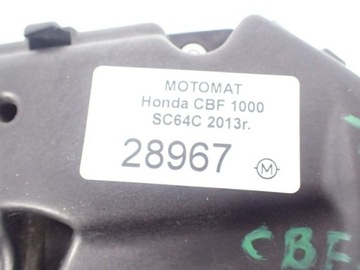 MOTOMAT
Honda CBF 1000
SC64C 2013r.
28967
M
CBF